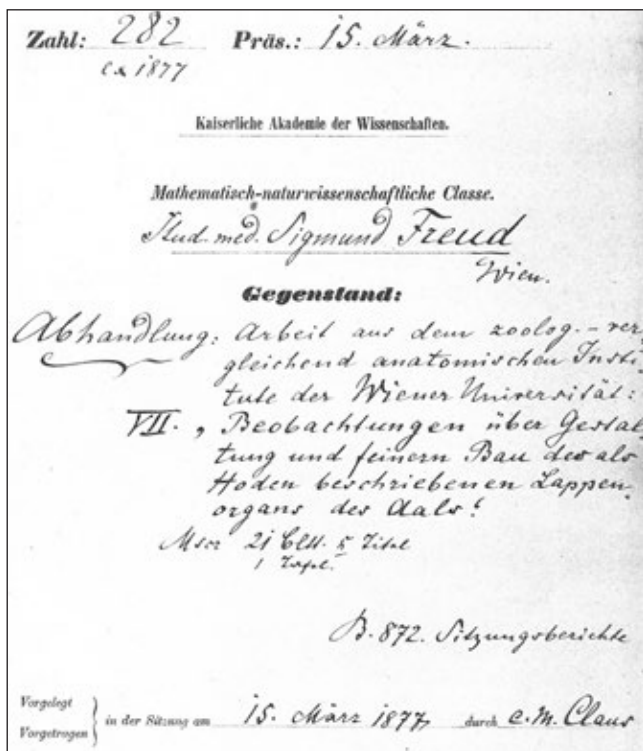 Zahl: 282 Präs.: 15. März.
ex 1877
Kaiserliche Akademie der Wissenschaften.
Mathematisch-naturwissenschaftliche Classe.
Stud. med. Sigmund Freud
Wien.
Gegenstand:
Abhandlung: Arbeit aus dem zoolog.-ver-
gleichend anatomischen Insti-
tute der Wiener Universität:
VII. „Beobachtungen über Gestal
tung und feinern Bau der als
Hoden beschriebenen Lappen-
organs des Aals“.
Mscr 21 Titel
1 Tafel.
B. 872. Sitzungsberichte
Vorgelegt
Vorgetragen } in der Sitzung am 15. März 1877, durch c. M. Claus